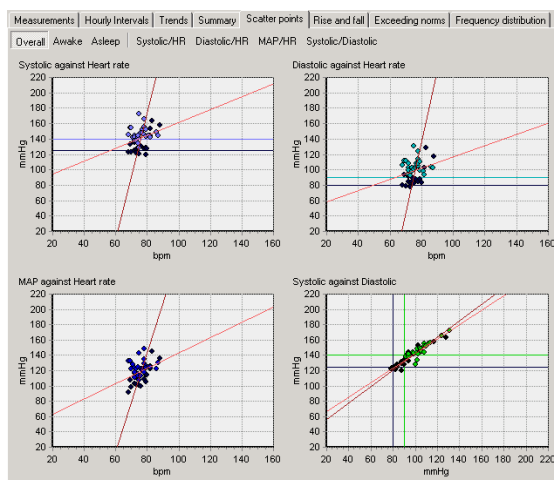 Measurements Hourly Intervals Trends Summary Scatter points Rise and fall Exceeding norms Frequency distribution
Overall Awake Asleep Systolic/HR Diastolic/HR MAP/HR Systolic/Diastolic
Systolic against Heart rate
220
200
180
160
140
120
100
80
60
40
20
mmHg
20 40 60 80 100 120 140 160
bpm
Diastolic against Heart rate
220
200
180
160
140
120
100
80
60
40
20
mmHg
20 40 60 80 100 120 140 160
bpm
MAP against Heart rate
220
200
180
160
140
120
100
80
60
40
20
mmHg
20 40 60 80 100 120 140 160
bpm
Systolic against Diastolic
220
200
180
160
140
120
100
80
60
40
20
mmHg
20 40 60 80 100 120 140 160 180 200 220
mmHg